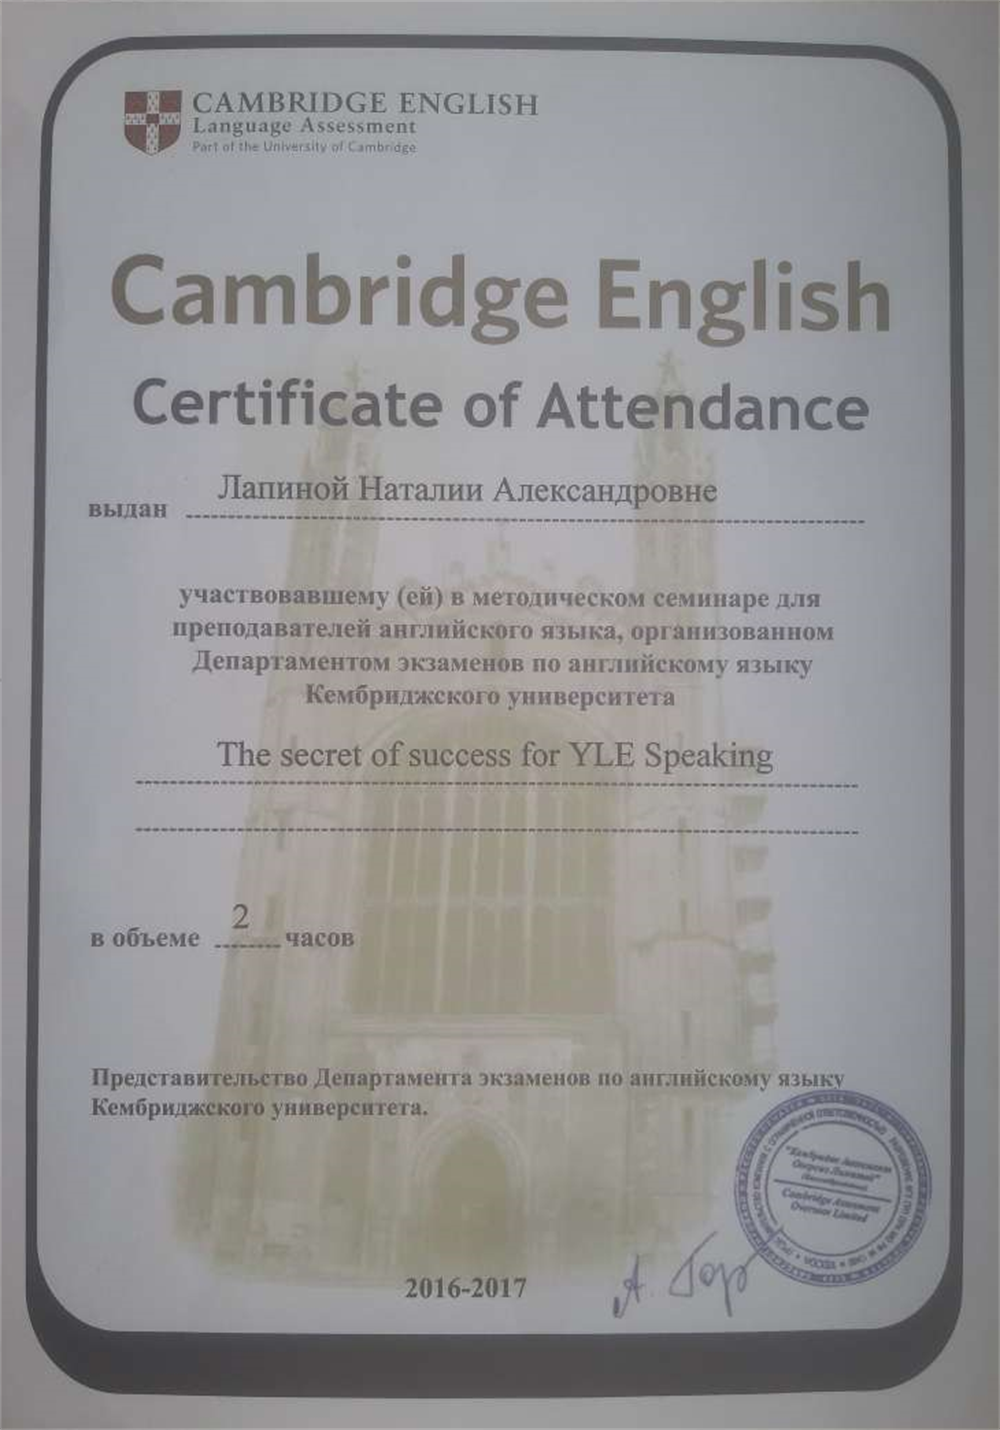 CAMBRIDGE ENGLISH
Language Assessment
Part of the University of Cambridge
Cambridge English
Certificate of Attendance
выдан Лапиной Наталии Александровне
участвовавшему (ей) в методическом семинаре для
преподавателей английского языка, организованном
Департаментом экзаменов по английскому языку
Кембриджского университета
The secret of success for YLE Speaking
в объеме 2 часов
Представительство Департамента экзаменов по английскому языку
Кембриджского университета.
Cambridge Assessment
Overseas Limited
2016-2017